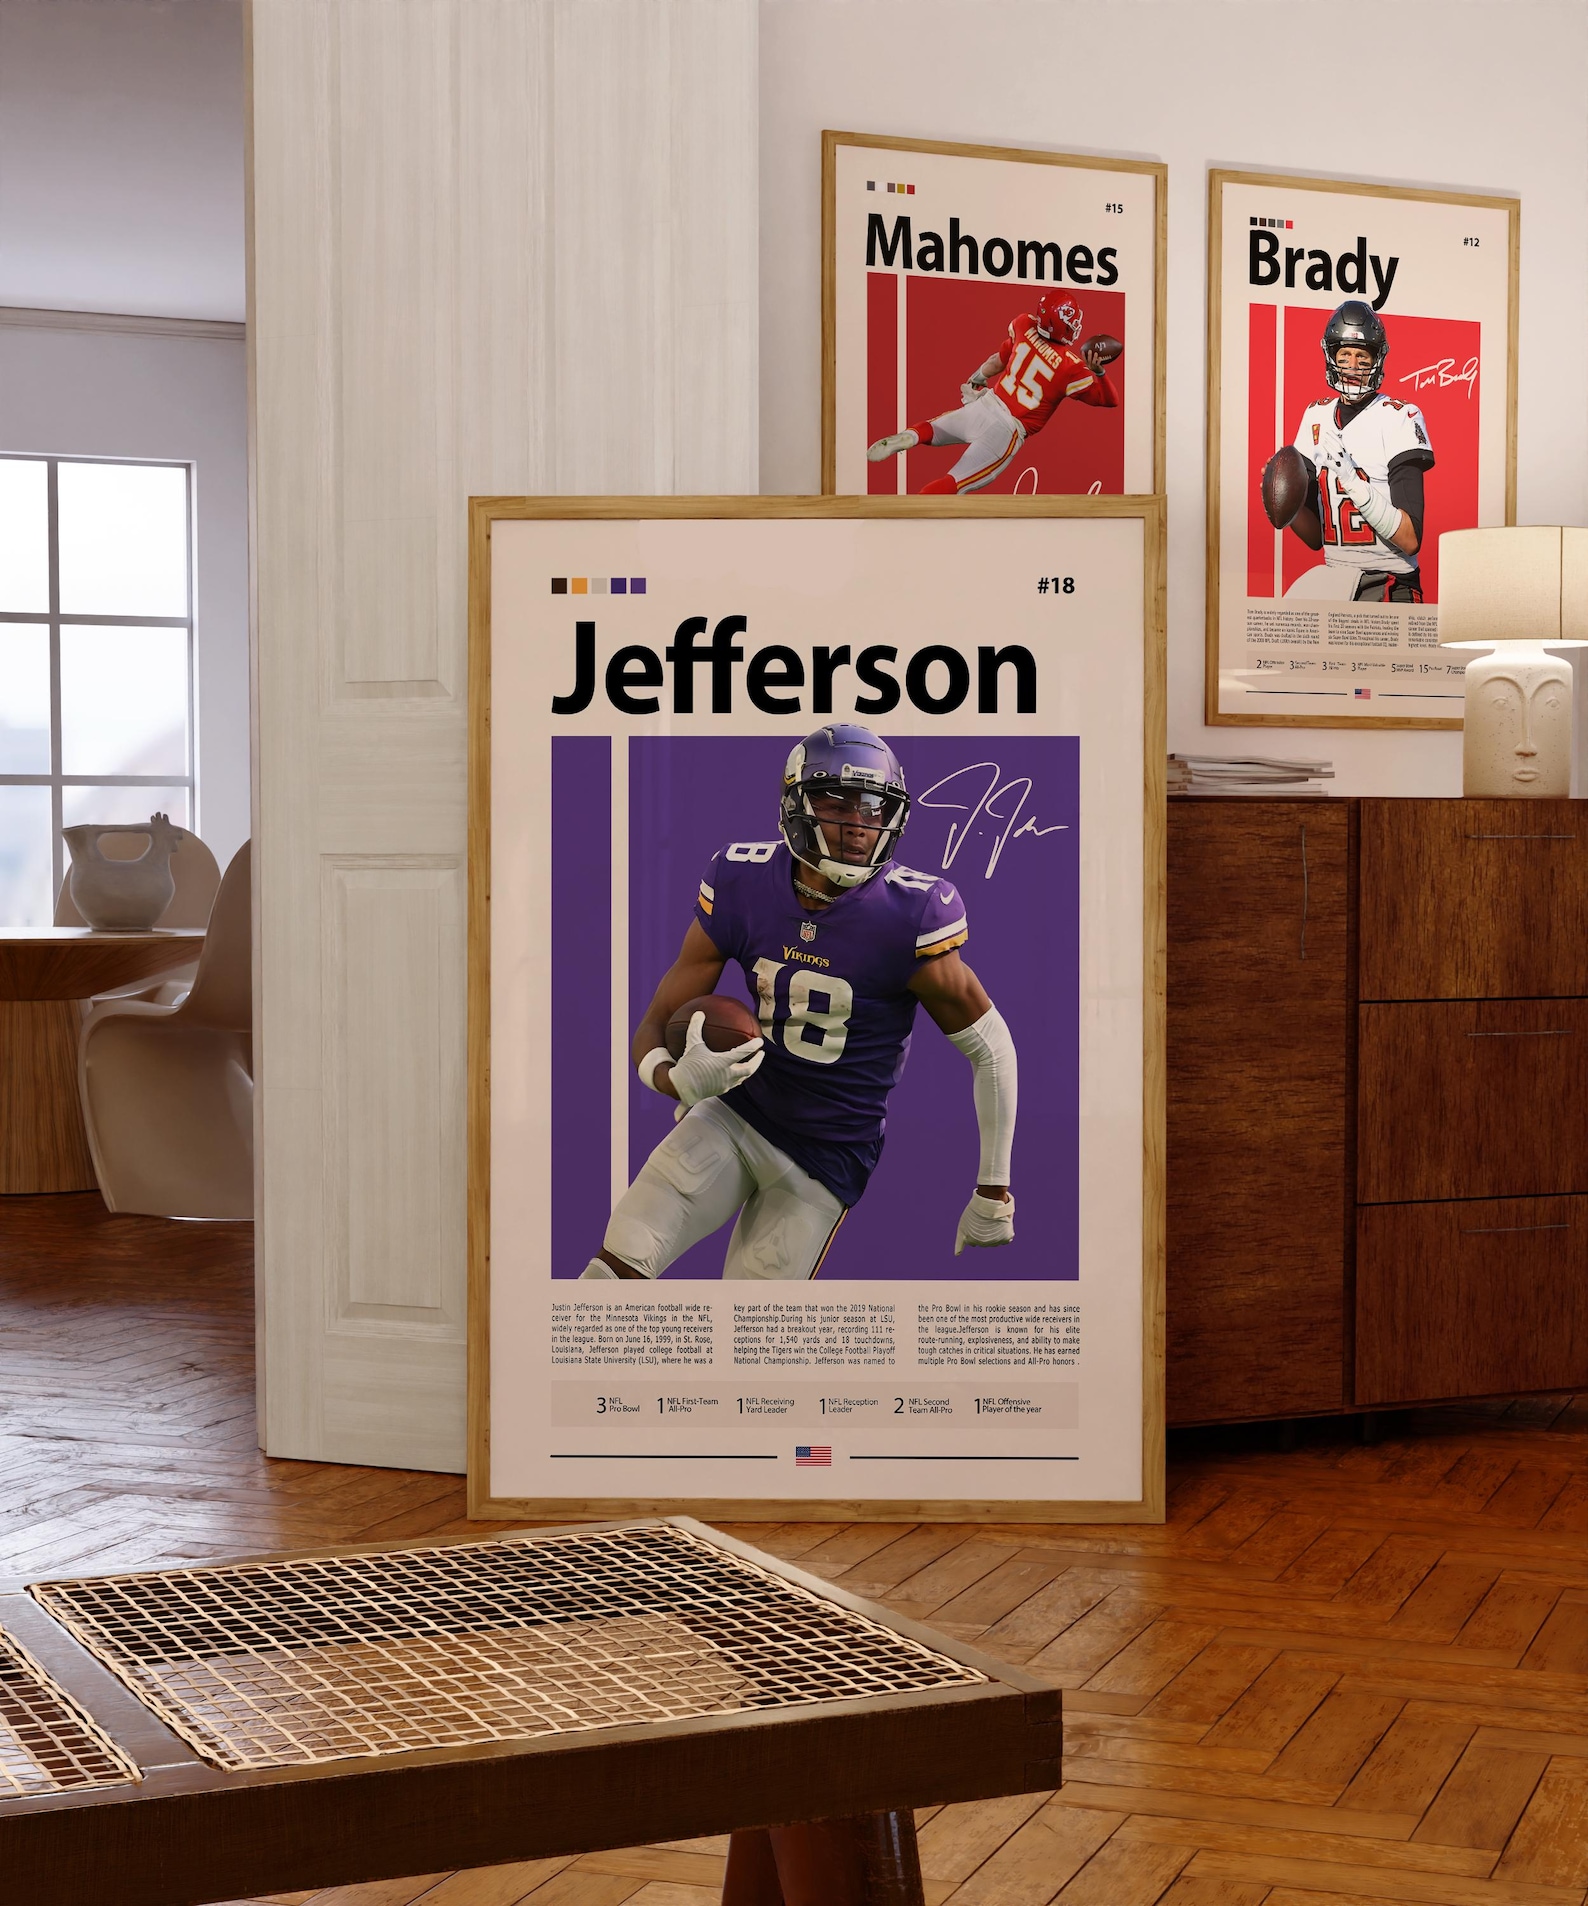 #15
Mahomes
MAHOMES
15
#12
Brady
Tom Brady
12
#18
Jefferson
J. Je
18
18
VIKINGS
18
Justin Jefferson is an American football wide re-
ceiver for the Minnesota Vikings in the NFL,
widely regarded as one of the top young receivers
in the league. Born on June 16, 1999, in St. Rose,
Louisiana, Jefferson played college football at
Louisiana State University (LSU), where he was a
key part of the team that won the 2019 National
Championship.During his junior season at LSU,
Jefferson had a breakout year, recording 111 re-
ceptions for 1,540 yards and 18 touchdowns,
helping the Tigers win the College Football Playoff
National Championship. Jefferson was named to
the Pro Bowl in his rookie season and has since
been one of the most productive wide receivers in
the league.Jefferson is known for his elite
route-running, explosiveness, and ability to make
tough catches in critical situations. He has earned
multiple Pro Bowl selections and All-Pro honors .
3 NFL
Pro Bowl
1 NFL First-Team
All-Pro
1 NFL Receiving
Yard Leader
1 NFL Reception
Leader
2 NFL Second
Team All-Pro
1 NFL Offensive
Player of the year